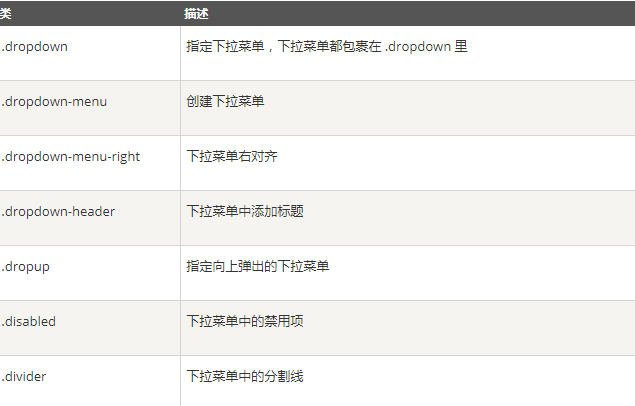 类 描述
.dropdown 指定下拉菜单，下拉菜单都包裹在 .dropdown 里
.dropdown-menu 创建下拉菜单
.dropdown-menu-right 下拉菜单右对齐
.dropdown-header 下拉菜单中添加标题
.dropup 指定向上弹出的下拉菜单
.disabled 下拉菜单中的禁用项
.divider 下拉菜单中的分割线